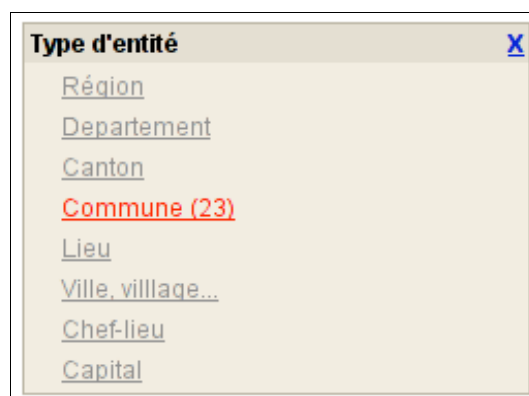 Type d'entité X
Région
Departement
Canton
Commune (23)
Lieu
Ville, villlage...
Chef-lieu
Capital